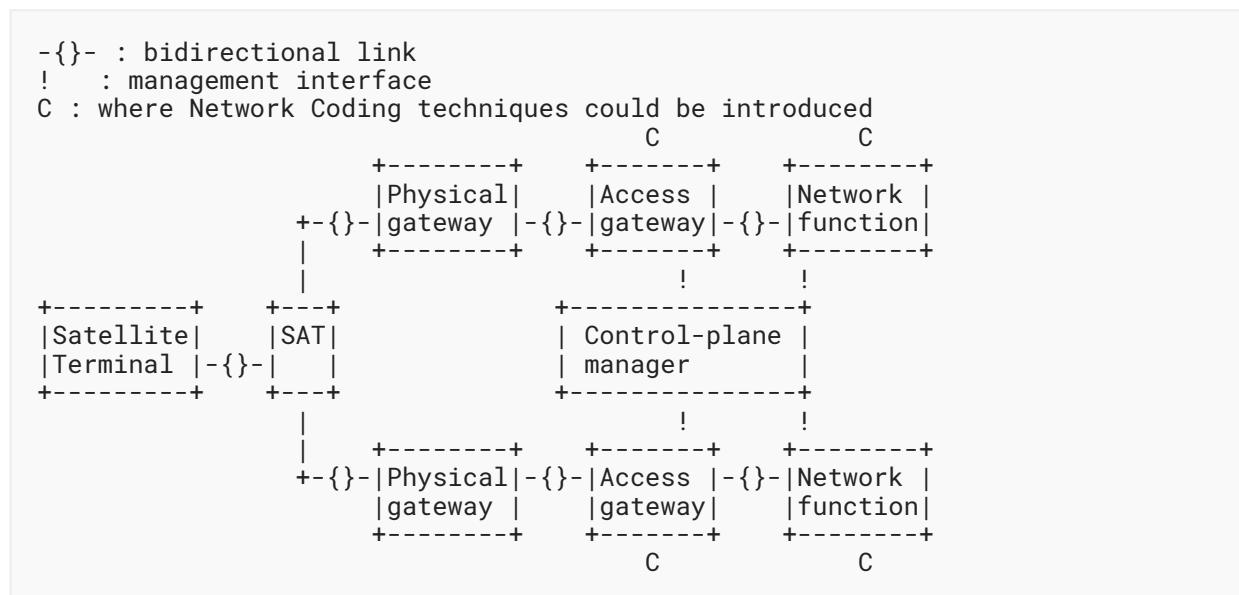 -{}- : bidirectional link
!   : management interface
C : where Network Coding techniques could be introduced
                                       C             C
                      +--------+    +-------+    +--------+
                      |Physical|    |Access |    |Network |
                 +-{}-|gateway |-{}-|gateway|-{}-|function|
                 |    +--------+    +-------+    +--------+
                 |                        !       !
+---------+    +---+              +---------------+
|Satellite|    |SAT|              | Control-plane |
|Terminal |-{}-|   |              | manager       |
+---------+    +---+              +---------------+
                 |                        !       !
                 |    +--------+    +-------+    +--------+
                 +-{}-|Physical|-{}-|Access |-{}-|Network |
                      |gateway |    |gateway|    |function|
                      +--------+    +-------+    +--------+
                                       C             C